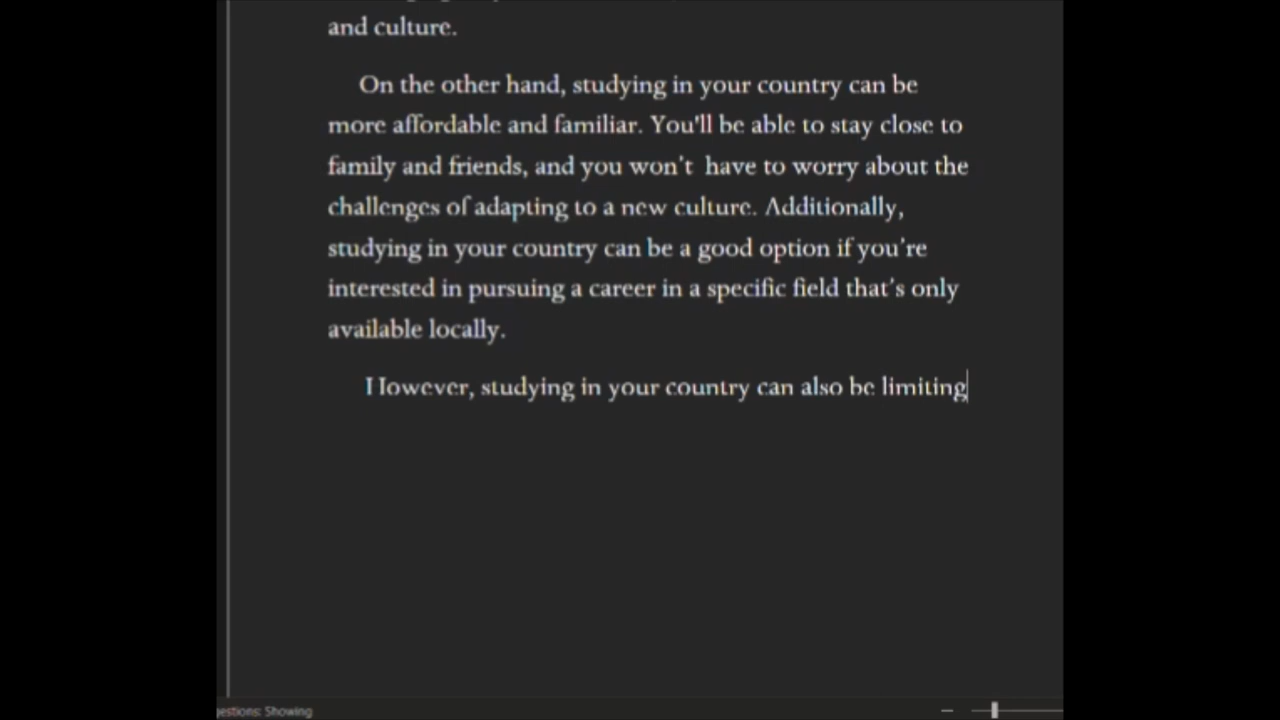 and culture.
On the other hand, studying in your country can be
more affordable and familiar. You'll be able to stay close to
family and friends, and you won't have to worry about the
challenges of adapting to a new culture. Additionally,
studying in your country can be a good option if you're
interested in pursuing a career in a specific field that's only
available locally.
However, studying in your country can also be limiting
Showing